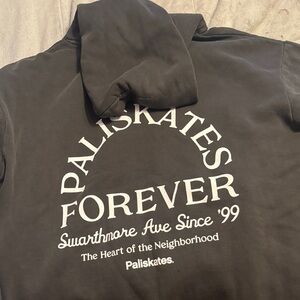 PALISKATES
FOREVER
Swarthmore Ave Since '99
The Heart of the Neighborhood
Paliskates.